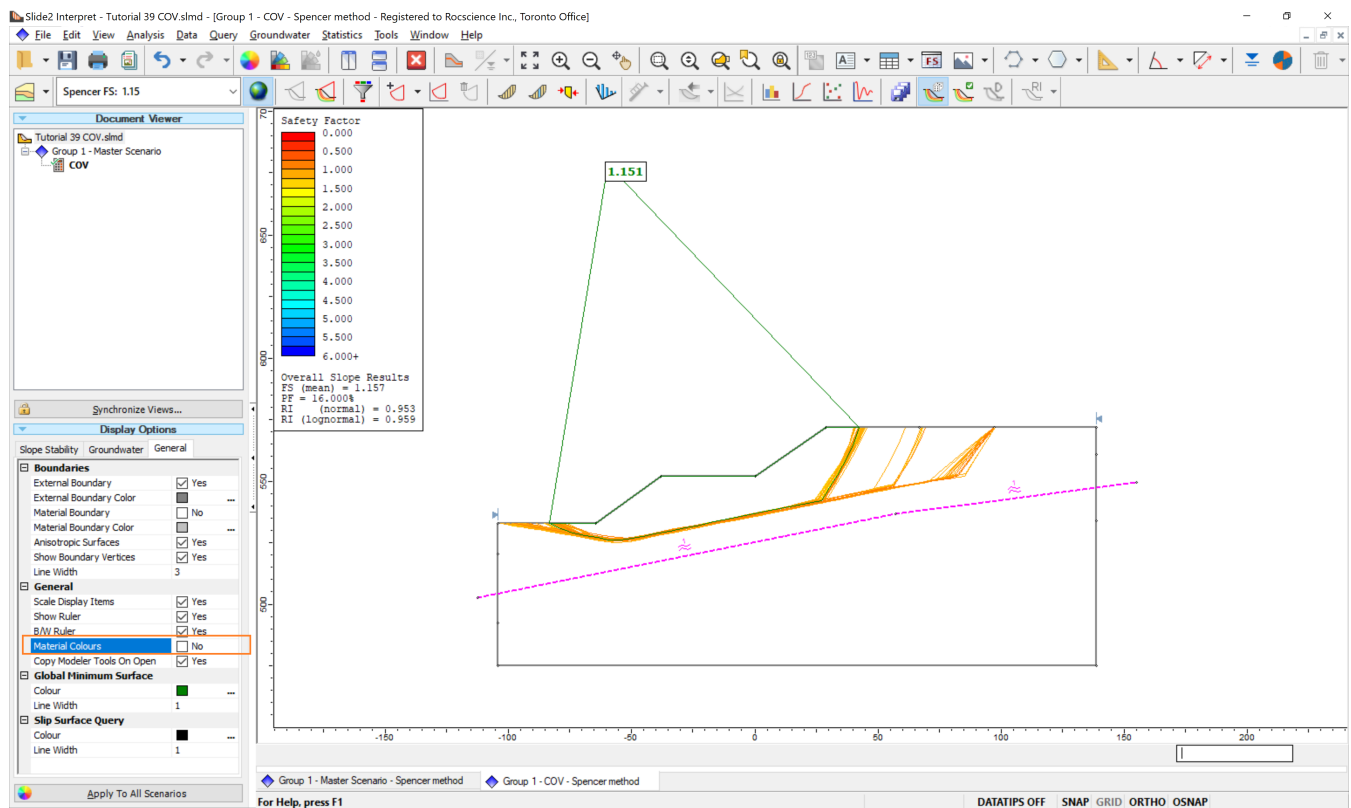 Slide2 Interpret - Tutorial 39 COV.slmd - [Group 1 - COV - Spencer method - Registered to Rocscience Inc., Toronto Office]
File Edit View Analysis Data Query Groundwater Statistics Tools Window Help
A
FS
Spencer FS: 1.15
RI
Document Viewer
Tutorial 39 COV.slmd
Group 1 - Master Scenario
COV
Synchronize Views...
Display Options
Slope Stability Groundwater General
Boundaries
External Boundary Yes
External Boundary Color ...
Material Boundary No
Material Boundary Color ...
Anisotropic Surfaces Yes
Show Boundary Vertices Yes
Line Width 3
General
Scale Display Items Yes
Show Ruler Yes
B/W Ruler Yes
Material Colours No
Copy Modeler Tools On Open Yes
Global Minimum Surface
Colour ...
Line Width 1
Slip Surface Query
Colour ...
Line Width 1
Apply To All Scenarios
Safety Factor
0.000
0.500
1.000
1.500
2.000
2.500
3.000
3.500
4.000
4.500
5.000
5.500
6.000+
Overall Slope Results
FS (mean) = 1.157
PF = 16.000%
RI (normal) = 0.953
RI (lognormal) = 0.959
1.151
1
1
650
600
550
500
-150 -100 -50 0 50 100 150 200
Group 1 - Master Scenario - Spencer method Group 1 - COV - Spencer method
For Help, press F1
DATATIPS OFF SNAP GRID ORTHO OSNAP